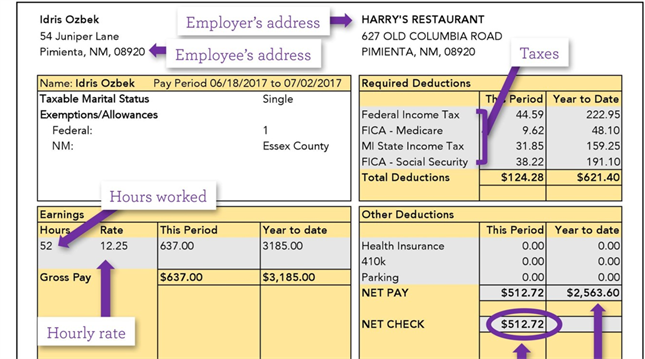 Idris Ozbek
54 Juniper Lane
Pimienta, NM, 08920
Employer's address
Employee's address
HARRY'S RESTAURANT
627 OLD COLUMBIA ROAD
PIMIENTA, NM, 08920
Taxes
Name: Idris Ozbek Pay Period 06/18/2017 to 07/02/2017
Taxable Marital Status Single
Exemptions/Allowances
Federal: 1
NM: Essex County
Required Deductions
This Period Year to Date
Federal Income Tax 44.59 222.95
FICA - Medicare 9.62 48.10
MI State Income Tax 31.85 159.25
FICA - Social Security 38.22 191.10
Total Deductions $124.28 $621.40
Hours worked
Earnings
Hours Rate This Period Year to date
52 12.25 637.00 3185.00
Gross Pay $637.00 $3,185.00
Hourly rate
Other Deductions
This Period Year to date
Health Insurance 0.00 0.00
410k 0.00 0.00
Parking 0.00 0.00
NET PAY $512.72 $2,563.60
NET CHECK $512.72